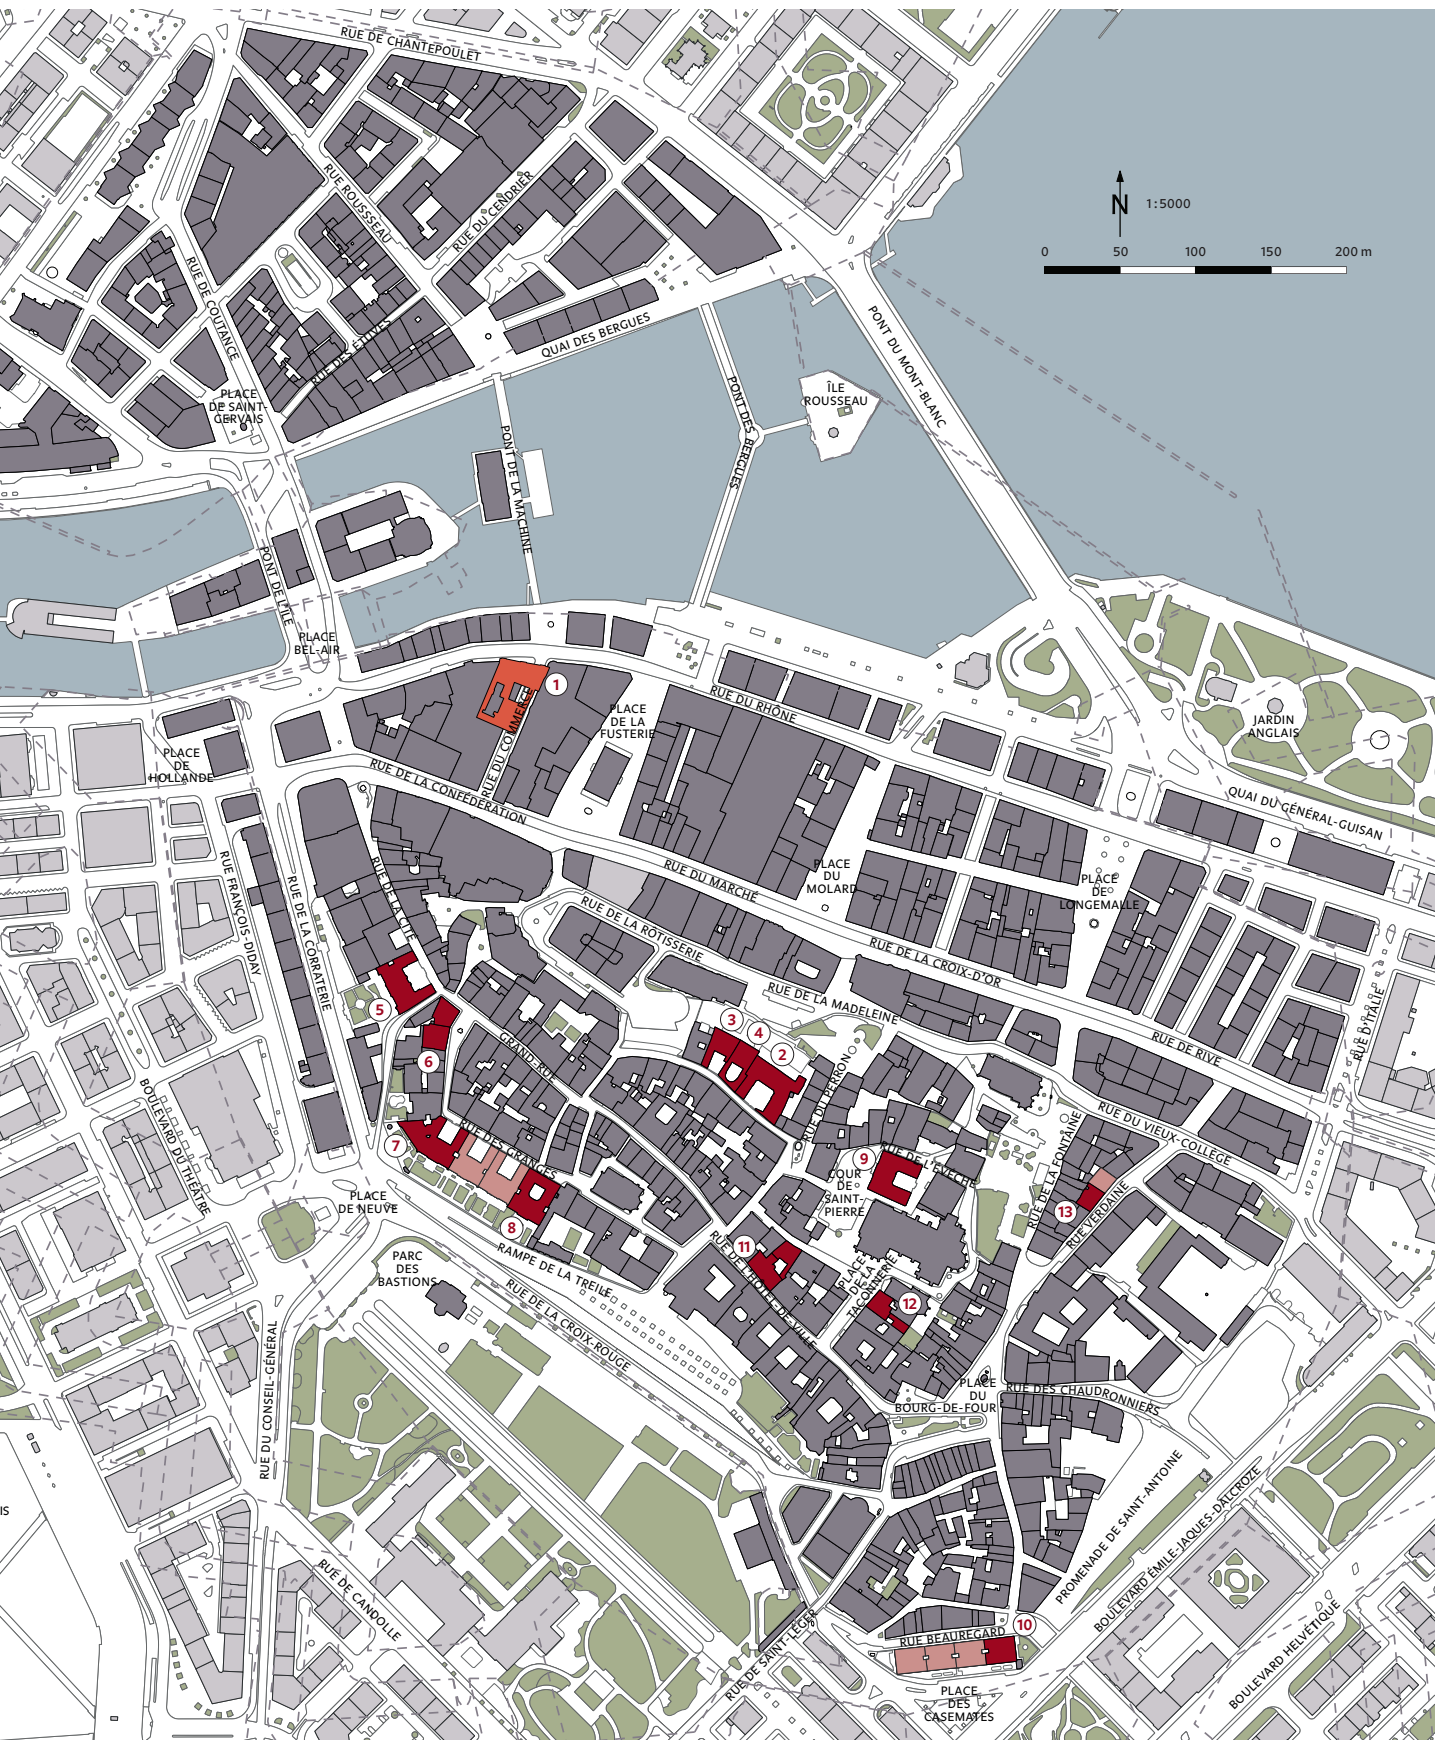 RUE DE CHANTEPOULET
N
1:5000
0
50
100
150
200 m
RUE ROUSSSEAU
RUE DU CENDRIER
RUE DE COUTANCE
RUE DES ÉTUVES
QUAI DES BERGUES
PONT DU MONT-BLANC
PLACE
DE SAINT-
GERVAIS
ÎLE
ROUSSEAU
PONT DES BERGUES
PONT DE LA MACHINE
PONT DE L'ÎLE
PLACE
BEL-AIR
1
RUE DU COMMERCE
PLACE
DE LA
FUSTERIE
RUE DU RHÔNE
JARDIN
ANGLAIS
PLACE
DE
HOLLANDE
RUE DE LA CONFÉDÉRATION
QUAI DU GÉNÉRAL-GUISAN
RUE FRANÇOIS-DIDAY
RUE DE LA CORRATERIE
RUE DE LA CITÉ
RUE DU MARCHÉ
PLACE
DU
MOLARD
PLACE
DE
LONGEMALLE
RUE DE LA RÔTISSERIE
RUE DE LA CROIX-D'OR
RUE DE LA MADELEINE
RUE D'ITALIE
5
3
4
2
6
GRAND-RUE
RUE DU PERRON
RUE DE RIVE
BOULEVARD DU THÉÂTRE
RUE DU VIEUX-COLLÈGE
RUE DE LA FONTAINE
7
RUE DES GRANGES
9
RUE DE L'ÉVÊCHÉ
COUR
DE
SAINT-
PIERRE
PLACE
DE NEUVE
8
13
RUE VERDAINE
11
RUE DE L'HÔTEL-DE-VILLE
PARC
DES
BASTIONS
RAMPE DE LA TREILE
RUE DE LA CROIX-ROUGE
PLACE
DE LA
TACONNERIE
12
RUE DU CONSEIL-GÉNÉRAL
PLACE
DU
BOURG-DE-FOUR
RUE DES CHAUDRONNIERS
IS
PROMENADE DE SAINT-ANTOINE
BOULEVARD ÉMILE-JAQUES-DALCROZE
RUE DE CANDOLLE
10
RUE BEAUREGARD
RUE DE SAINT-LÉGER
BOULEVARD HELVÉTIQUE
PLACE
DES
CASEMATES